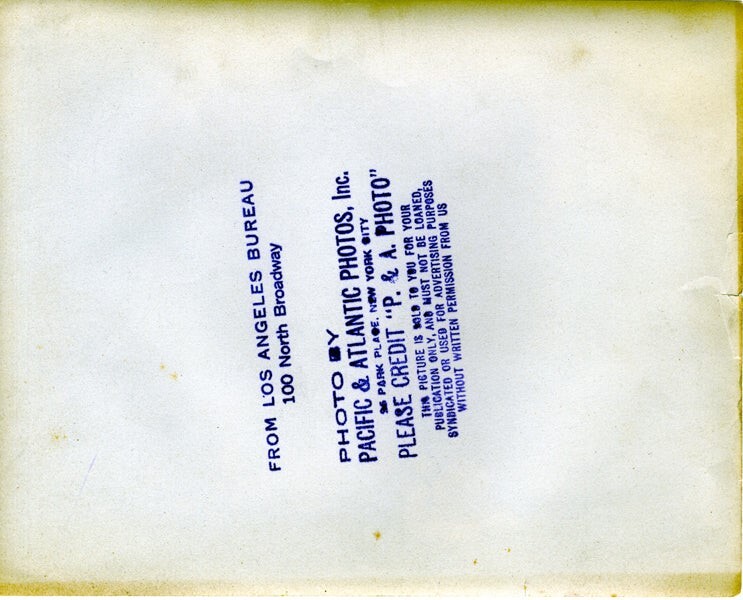 FROM LOS ANGELES BUREAU
100 North Broadway
PHOTO BY
PACIFIC & ATLANTIC PHOTOS, Inc.
PARK PLACE, NEW YORK CITY
PLEASE CREDIT "P. & A. PHOTO"
THIS PICTURE IS SOLD TO YOU FOR YOUR
PUBLICATION ONLY, AND MUST NOT BE LOANED,
SYNDICATED OR USED FOR ADVERTISING PURPOSES
WITHOUT WRITTEN PERMISSION FROM US